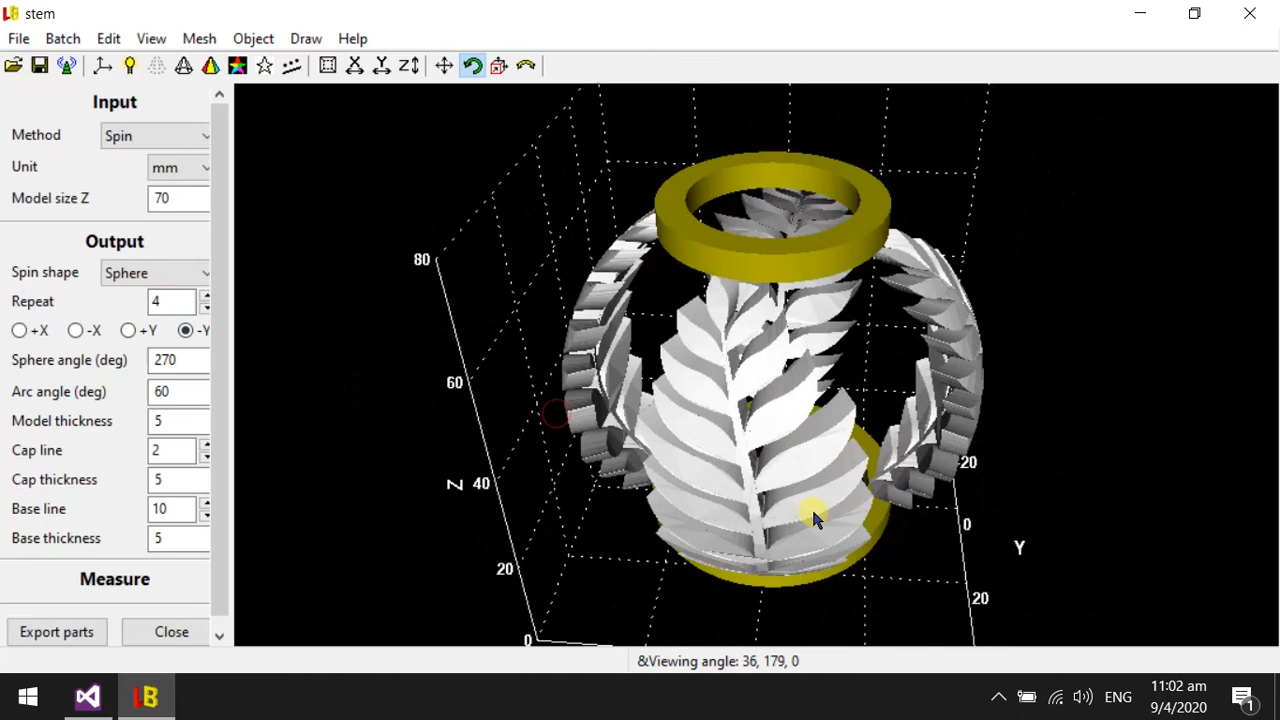 stem
File Batch Edit View Mesh Object Draw Help
Input
Method Spin
Unit mm
Model size Z 70
Output
Spin shape Sphere
Repeat 4
+X -X +Y -Y
Sphere angle (deg) 270
Arc angle (deg) 60
Model thickness 5
Cap line 2
Cap thickness 5
Base line 10
Base thickness 5
Measure
Export parts Close
80
60
Z 40
20
0
-20
0
Y
20
&Viewing angle: 36, 179, 0
ENG
11:02 am
9/4/2020
1